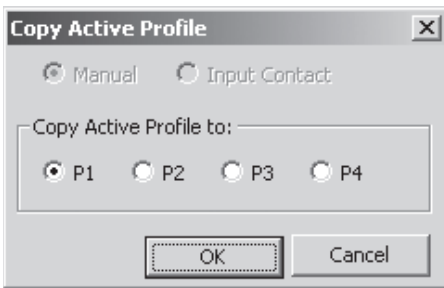 Copy Active Profile
Manual Input Contact
Copy Active Profile to:
P1 P2 P3 P4
OK Cancel